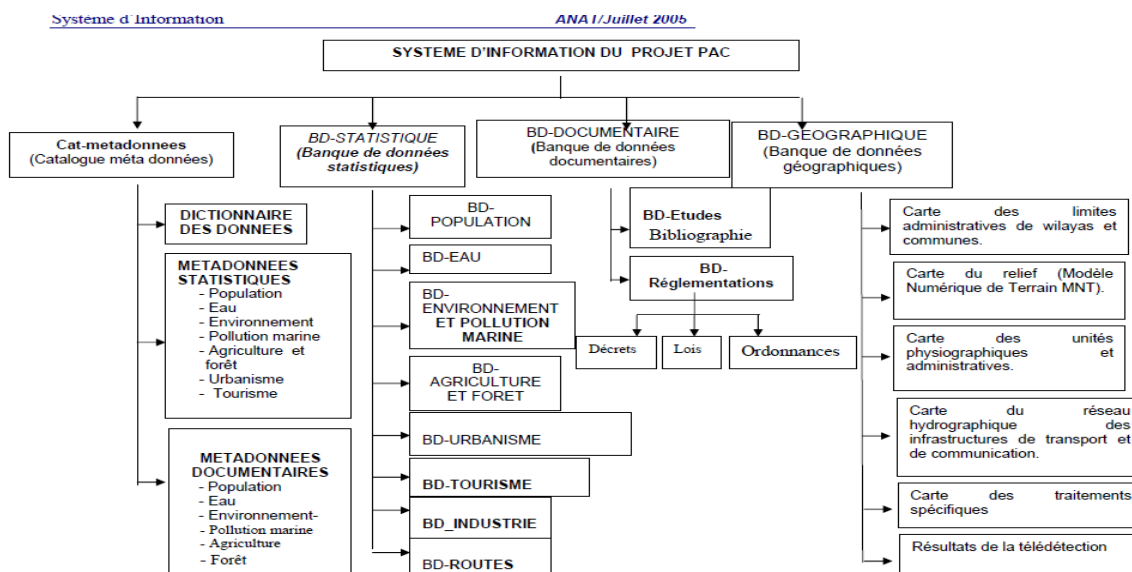 Système d'Information
ANAT/Juillet 2005
SYSTEME D'INFORMATION DU PROJET PAC
Cat-metadonnees
(Catalogue méta données)
DICTIONNAIRE
DES DONNEES
METADONNEES
STATISTIQUES
- Population
- Eau
- Environnement
- Pollution marine
- Agriculture et
forêt
- Urbanisme
- Tourisme
METADONNEES
DOCUMENTAIRES
- Population
- Eau
- Environnement-
- Pollution marine
- Agriculture
- Forêt
BD-STATISTIQUE
(Banque de données
statistiques)
BD-
POPULATION
BD-EAU
BD-
ENVIRONNEMENT
ET POLLUTION
MARINE
BD-
AGRICULTURE
ET FORET
BD-URBANISME
BD-TOURISME
BD_INDUSTRIE
BD-ROUTES
BD-DOCUMENTAIRE
(Banque de données
documentaires)
BD-Etudes
Bibliographie
BD-
Réglementations
Décrets
Lois
Ordonnances
BD-GEOGRAPHIQUE
(Banque de données
géographiques)
Carte des limites
administratives de wilayas et
communes.
Carte du relief (Modèle
Numérique de Terrain MNT).
Carte des unités
physiographiques et
administratives.
Carte du réseau
hydrographique des
infrastructures de transport et
de communication.
Carte des traitements
spécifiques
Résultats de la télédétection